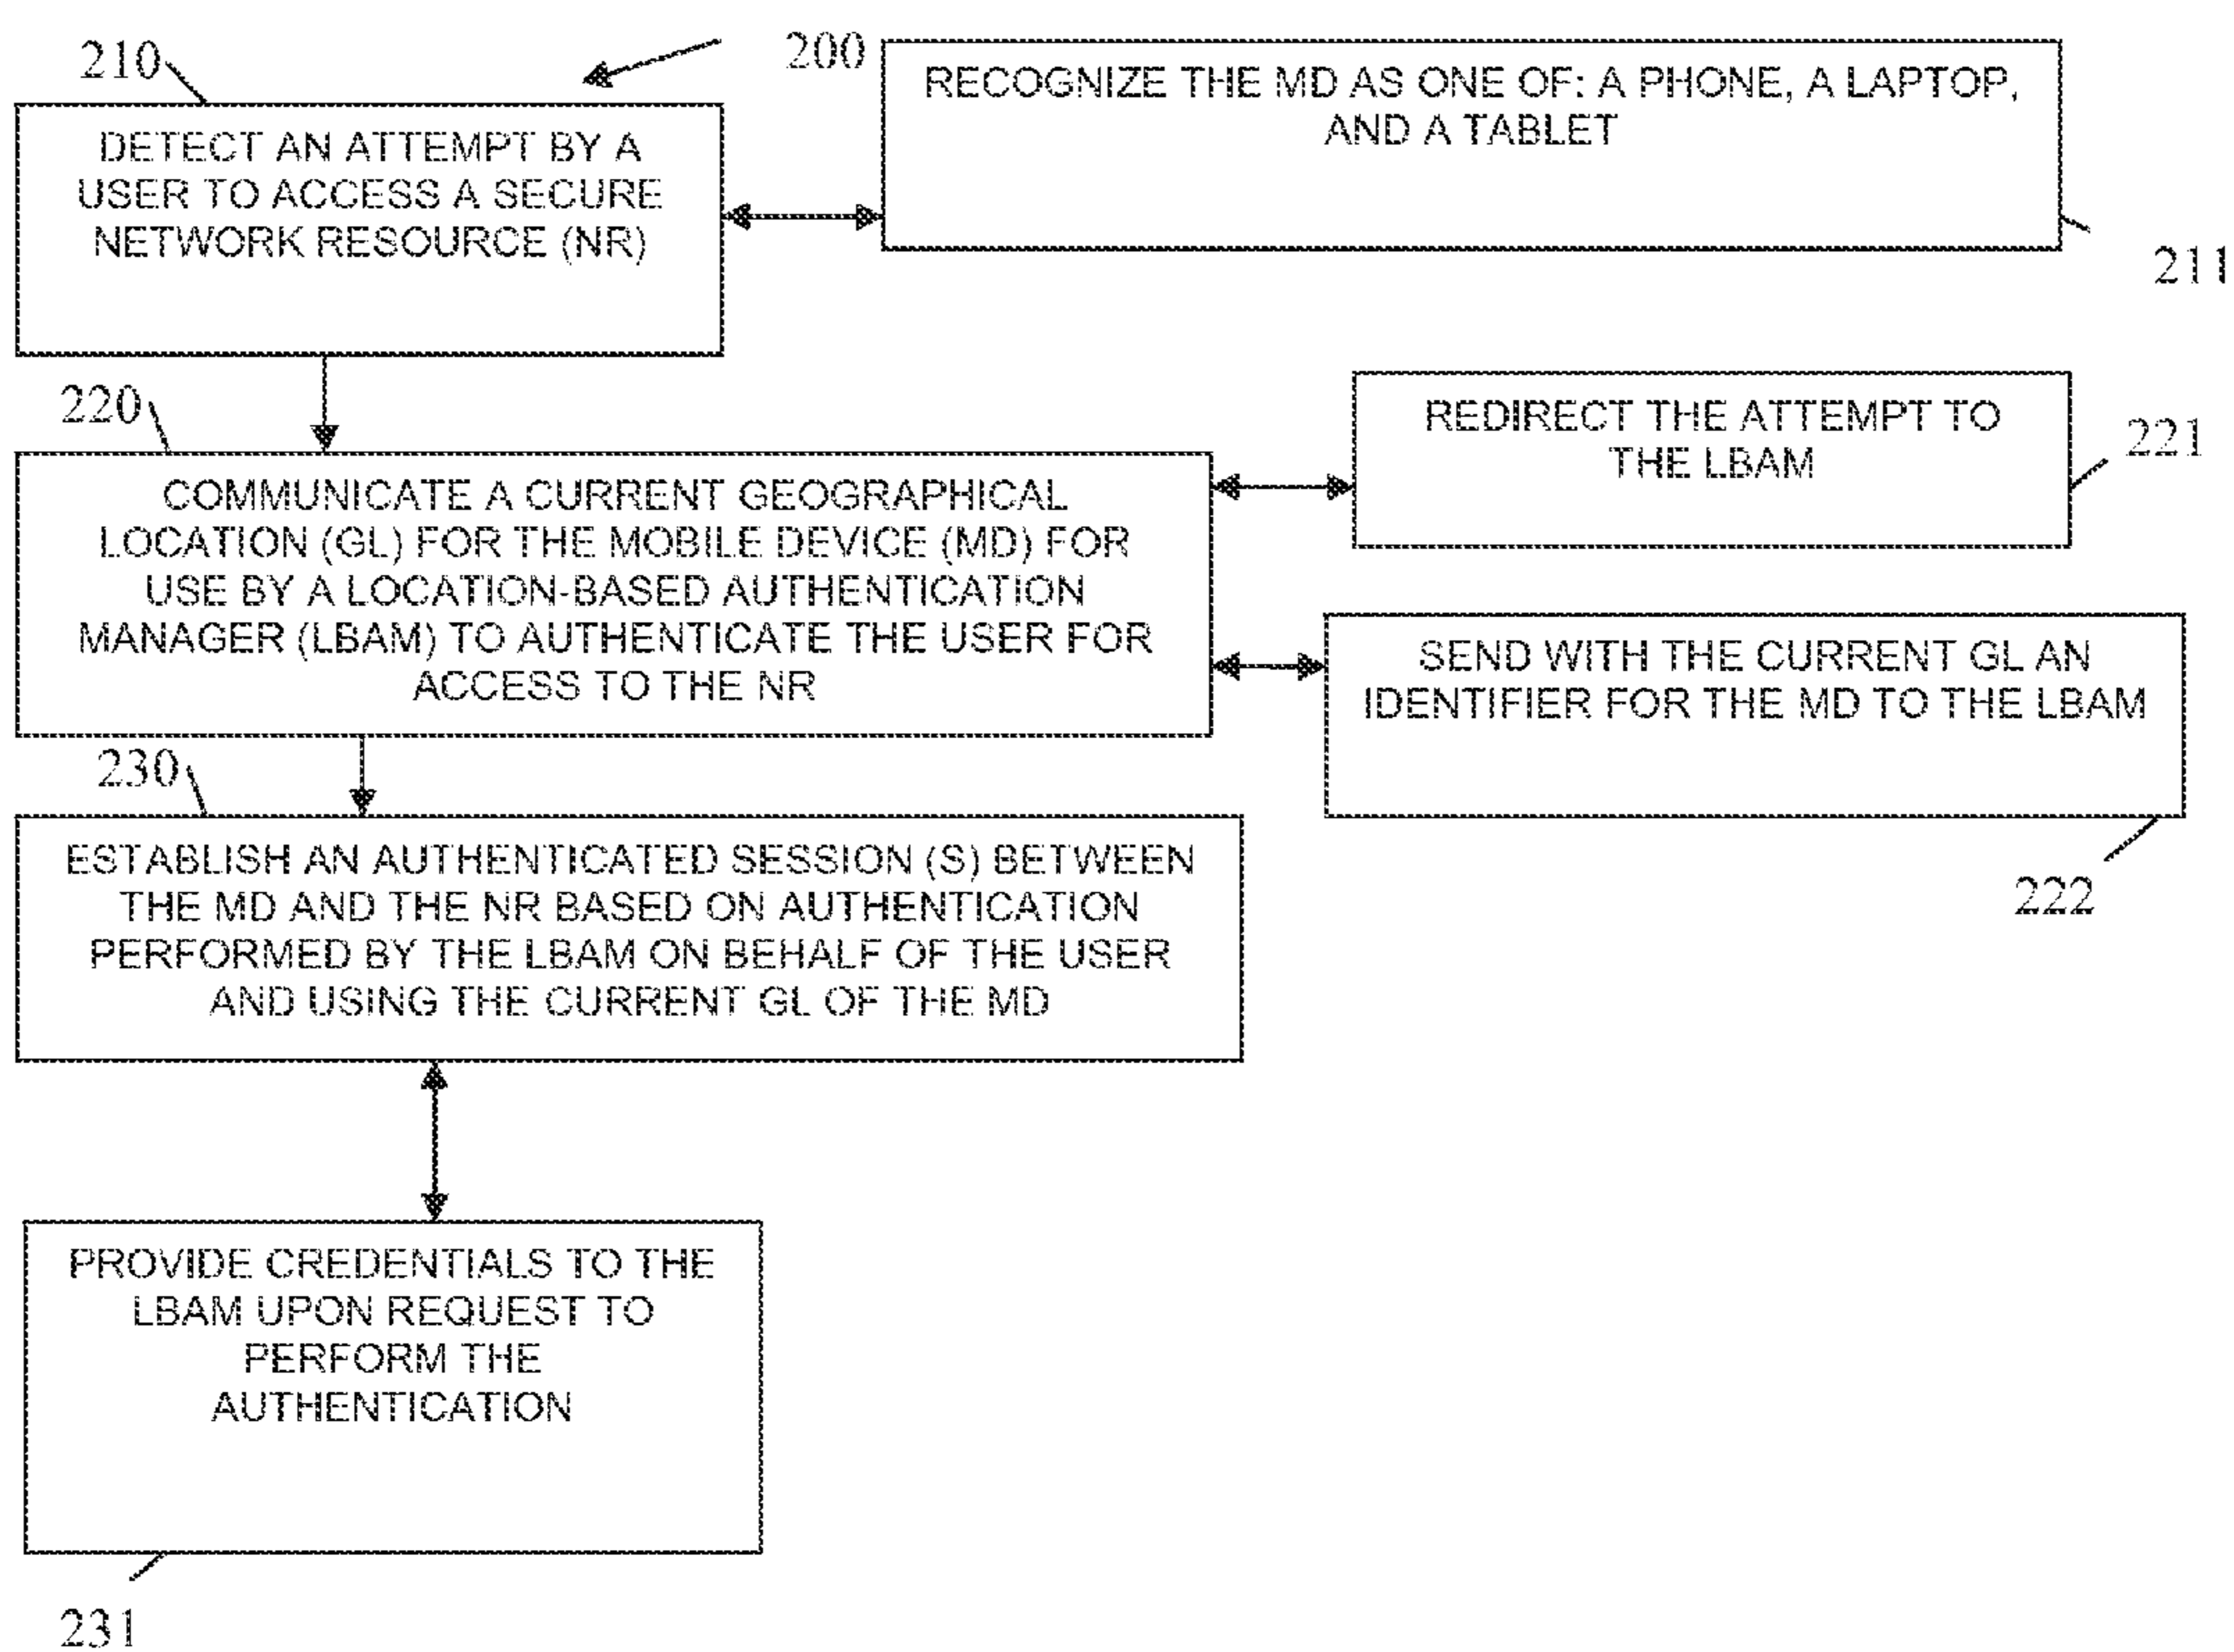 210
200
DETECT AN ATTEMPT BY A
USER TO ACCESS A SECURE
NETWORK RESOURCE (NR)
RECOGNIZE THE MD AS ONE OF: A PHONE, A LAPTOP,
AND A TABLET
211
220
COMMUNICATE A CURRENT GEOGRAPHICAL
LOCATION (GL) FOR THE MOBILE DEVICE (MD) FOR
USE BY A LOCATION-BASED AUTHENTICATION
MANAGER (LBAM) TO AUTHENTICATE THE USER FOR
ACCESS TO THE NR
REDIRECT THE ATTEMPT TO
THE LBAM
221
SEND WITH THE CURRENT GL AN
IDENTIFIER FOR THE MD TO THE LBAM
222
230
ESTABLISH AN AUTHENTICATED SESSION (S) BETWEEN
THE MD AND THE NR BASED ON AUTHENTICATION
PERFORMED BY THE LBAM ON BEHALF OF THE USER
AND USING THE CURRENT GL OF THE MD
PROVIDE CREDENTIALS TO THE
LBAM UPON REQUEST TO
PERFORM THE
AUTHENTICATION
231